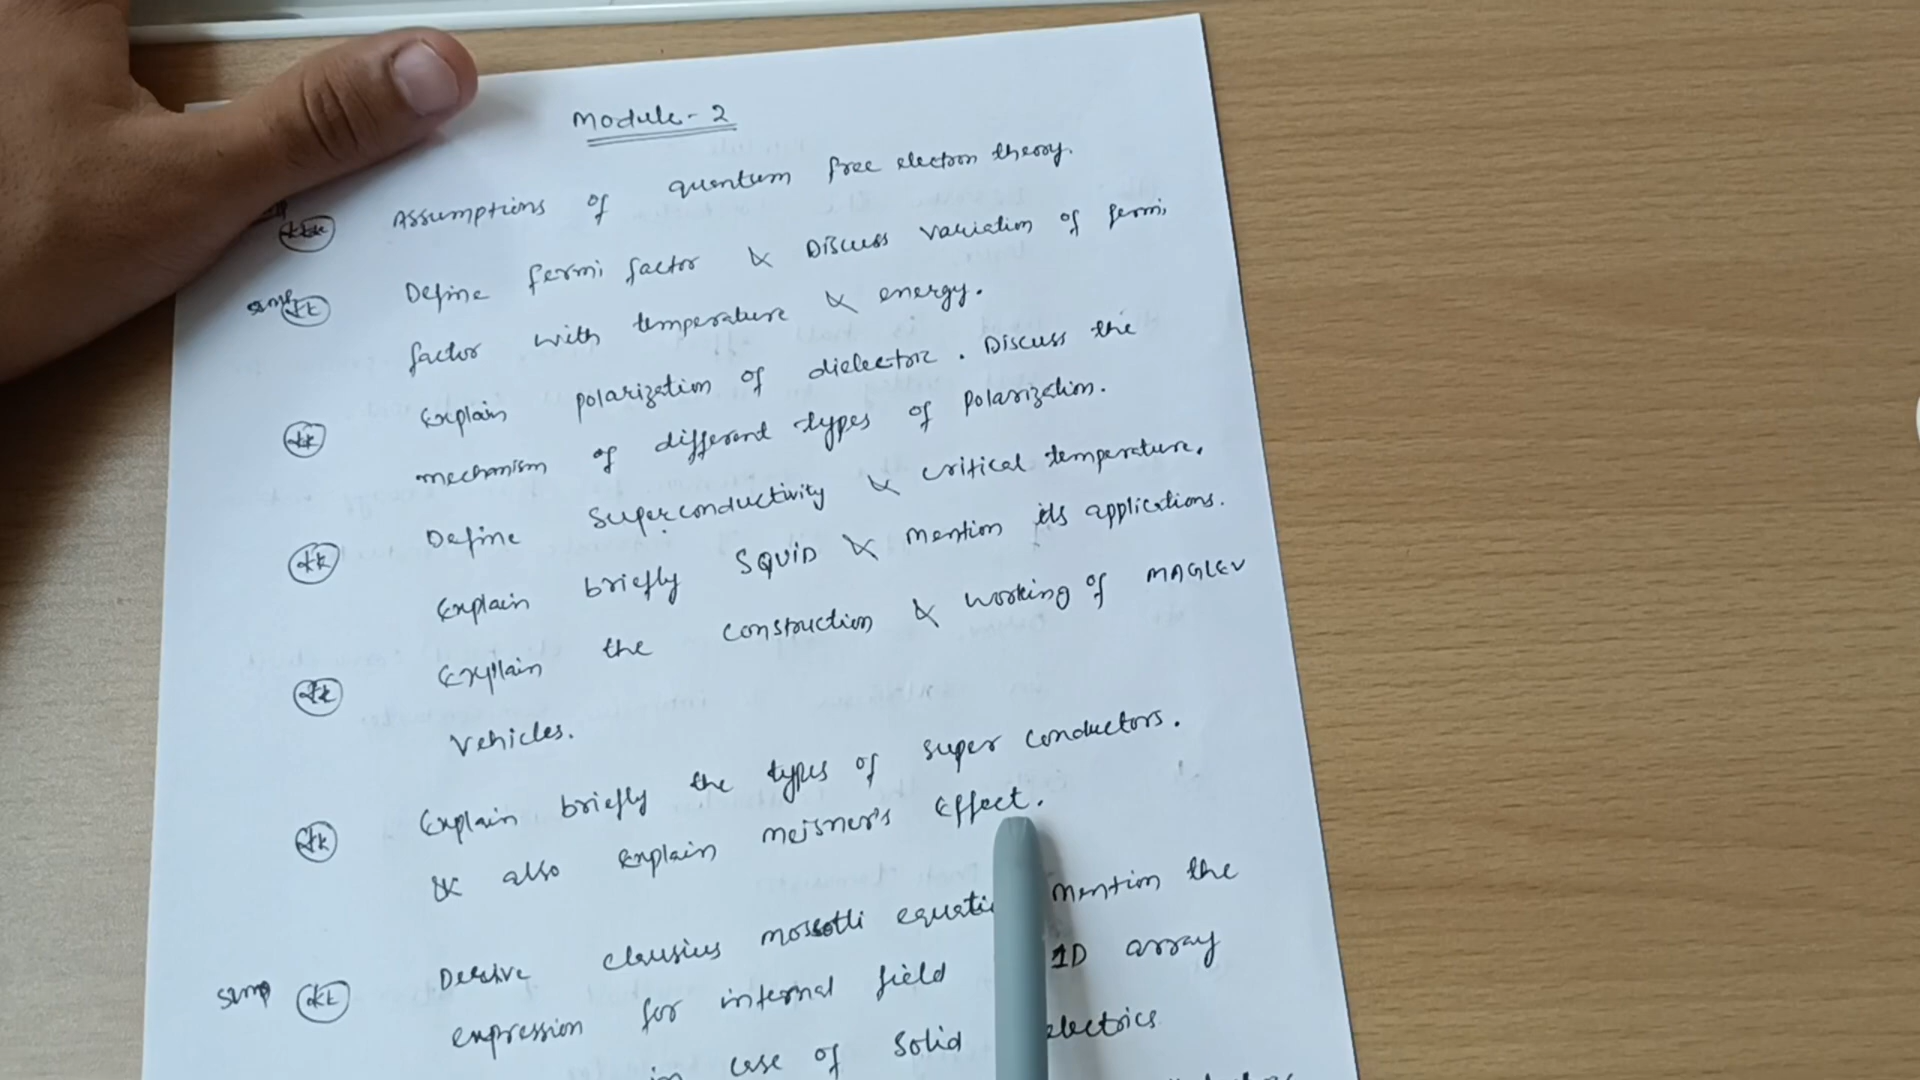 Module - 2
Assumptions of quantum free electron theory.
Define fermi factor & Discuss variation of fermi
factor with temperature & energy.
Explain polarization of dielectric. Discuss the
mechanism of different types of polarization.
Define superconductivity & critical temperature.
Explain briefly SQUID & mention its applications.
Explain the construction & working of MAGLEV
vehicles.
Explain briefly the types of super conductors.
& also explain meisner's Effect.
Derive clausius mossotti mention the
expression for internal field 1D array
in case of solid